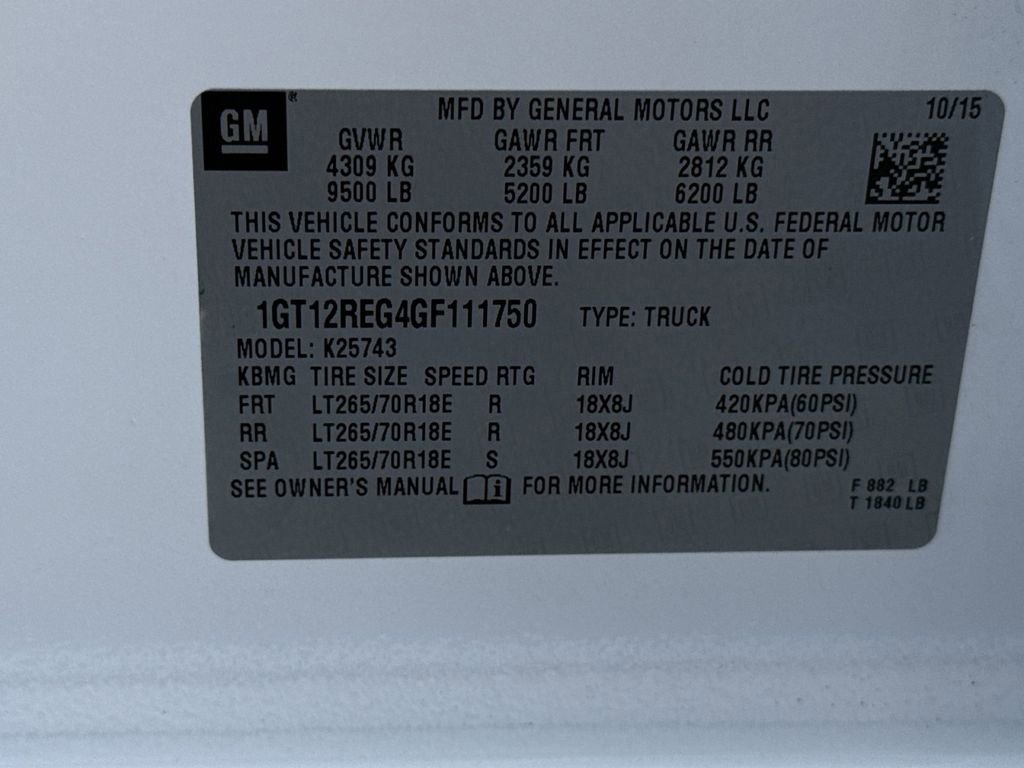 GM ®
MFD BY GENERAL MOTORS LLC 10/15
GVWR GAWR FRT GAWR RR
4309 KG 2359 KG 2812 KG
9500 LB 5200 LB 6200 LB
THIS VEHICLE CONFORMS TO ALL APPLICABLE U.S. FEDERAL MOTOR
VEHICLE SAFETY STANDARDS IN EFFECT ON THE DATE OF
MANUFACTURE SHOWN ABOVE.
1GT12REG4GF111750 TYPE: TRUCK
MODEL: K25743
KBMG TIRE SIZE SPEED RTG RIM COLD TIRE PRESSURE
FRT LT265/70R18E R 18X8J 420KPA(60PSI)
RR LT265/70R18E R 18X8J 480KPA(70PSI)
SPA LT265/70R18E S 18X8J 550KPA(80PSI)
SEE OWNER'S MANUAL i FOR MORE INFORMATION.
F 882 LB
T 1840 LB